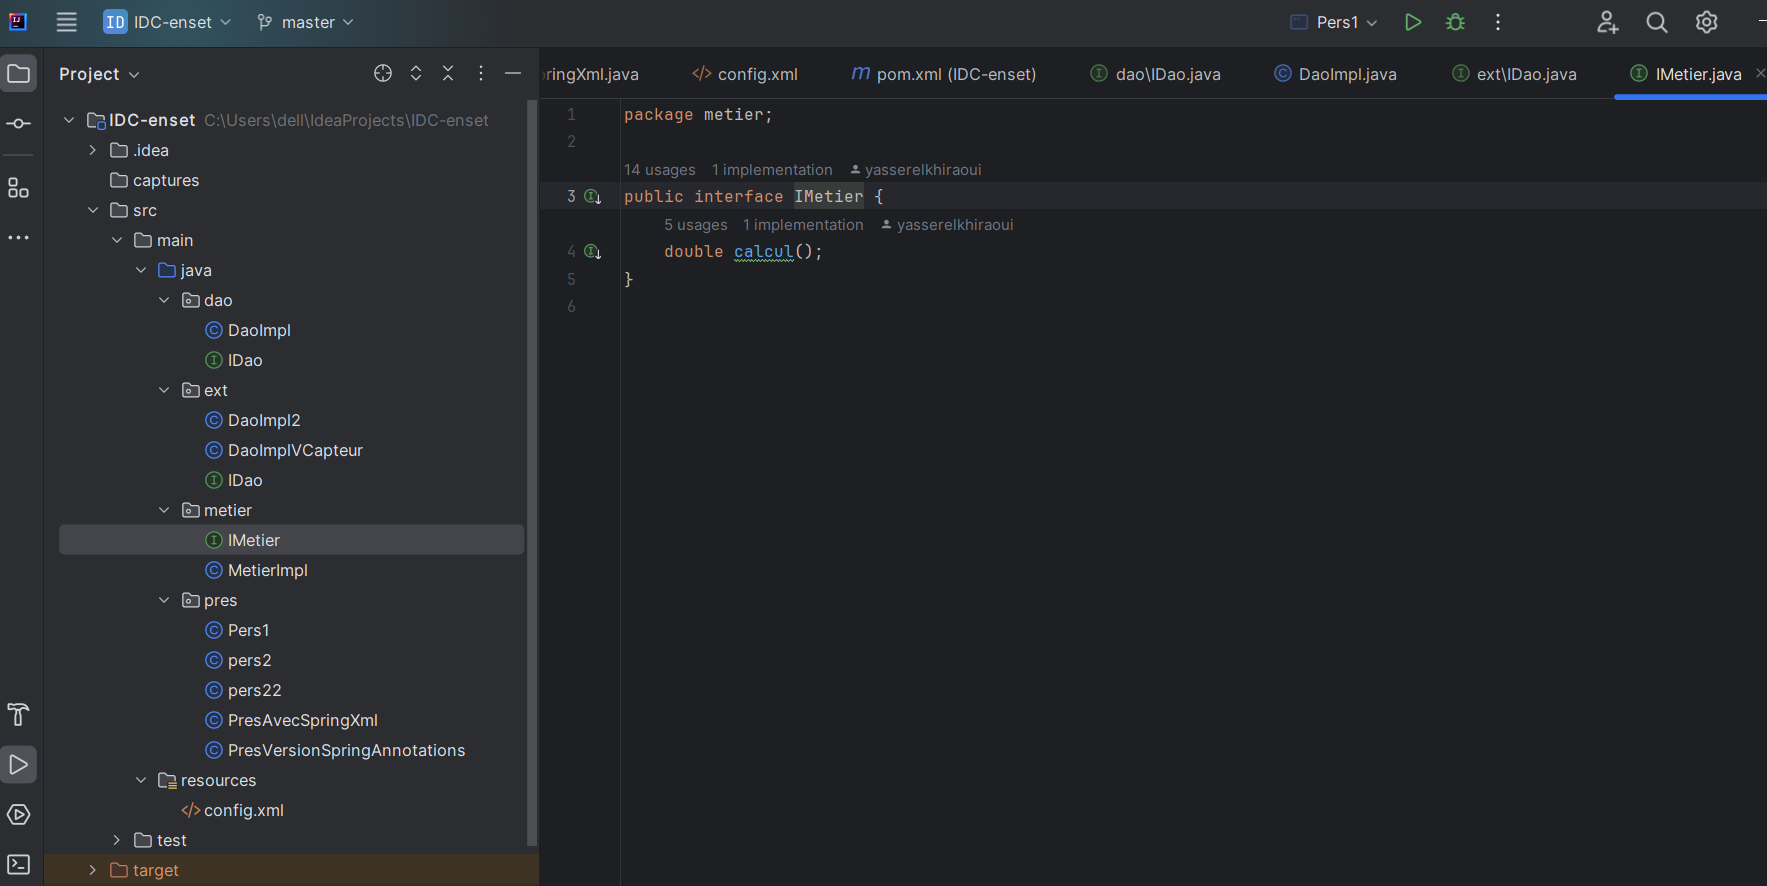 ID IDC-enset master Pers1
Project
ringXml.java config.xml pom.xml (IDC-enset) dao\IDao.java DaoImpl.java ext\IDao.java IMetier.java
IDC-enset C:\Users\dell\IdeaProjects\IDC-enset
.idea
captures
src
main
java
dao
DaoImpl
IDao
ext
DaoImpl2
DaoImplVCapteur
IDao
metier
IMetier
MetierImpl
pres
Pers1
pers2
pers22
PresAvecSpringXml
PresVersionSpringAnnotations
resources
config.xml
test
target
1 package metier;
2
14 usages 1 implementation yasserelkhiraoui
3 public interface IMetier {
5 usages 1 implementation yasserelkhiraoui
4 double calcul();
5 }
6